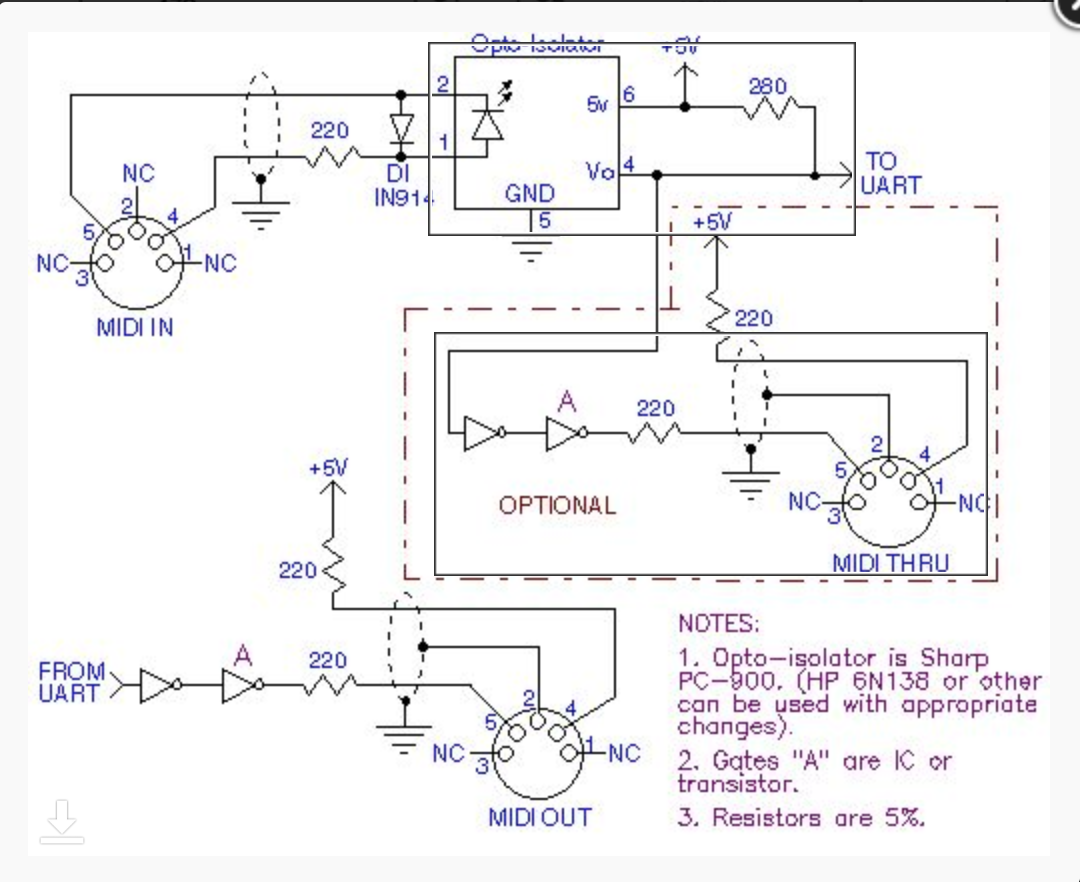 Opto-Isolator
+5V
2
6
5v
280
220
1
Vo
4
TO
UART
DI
IN914
GND
5
NC
2
4
5
1
NC
NC
3
MIDI IN
+5V
220
A
220
2
4
5
1
NC
NC
3
OPTIONAL
MIDI THRU
+5V
220
A
220
FROM
UART
2
4
5
1
NC
NC
3
MIDI OUT
NOTES:
1. Opto-isolator is Sharp
PC-900. (HP 6N138 or other
can be used with appropriate
changes).
2. Gates "A" are IC or
transistor.
3. Resistors are 5%.